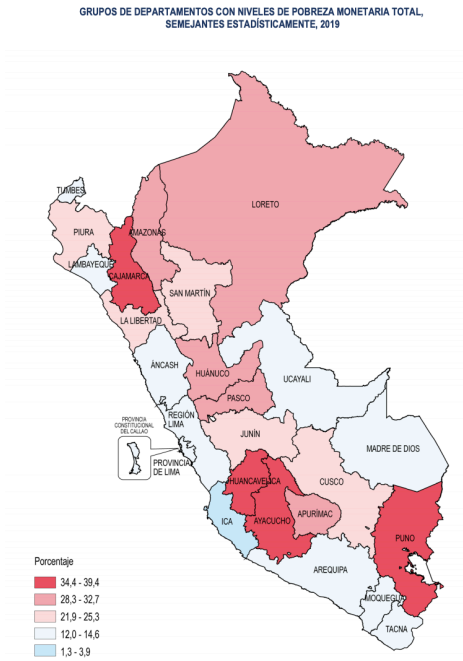 GRUPOS DE DEPARTAMENTOS CON NIVELES DE POBREZA MONETARIA TOTAL,
SEMEJANTES ESTADÍSTICAMENTE, 2019
LORETO
TUMBES
PIURA
AMAZONAS
LAMBAYEQUE
CAJAMARCA
SAN MARTÍN
LA LIBERTAD
ÁNCASH
HUÁNUCO
UCAYALI
PASCO
REGIÓN
LIMA
PROVINCIA
CONSTITUCIONAL
DEL CALLAO
JUNÍN
MADRE DE DIOS
PROVINCIA
DE LIMA
HUANCAVELICA
CUSCO
ICA
AYACUCHO
APURÍMAC
PUNO
AREQUIPA
MOQUEGUA
TACNA
Porcentaje
34,4 - 39,4
28,3 - 32,7
21,9 - 25,3
12,0 - 14,6
1,3 - 3,9